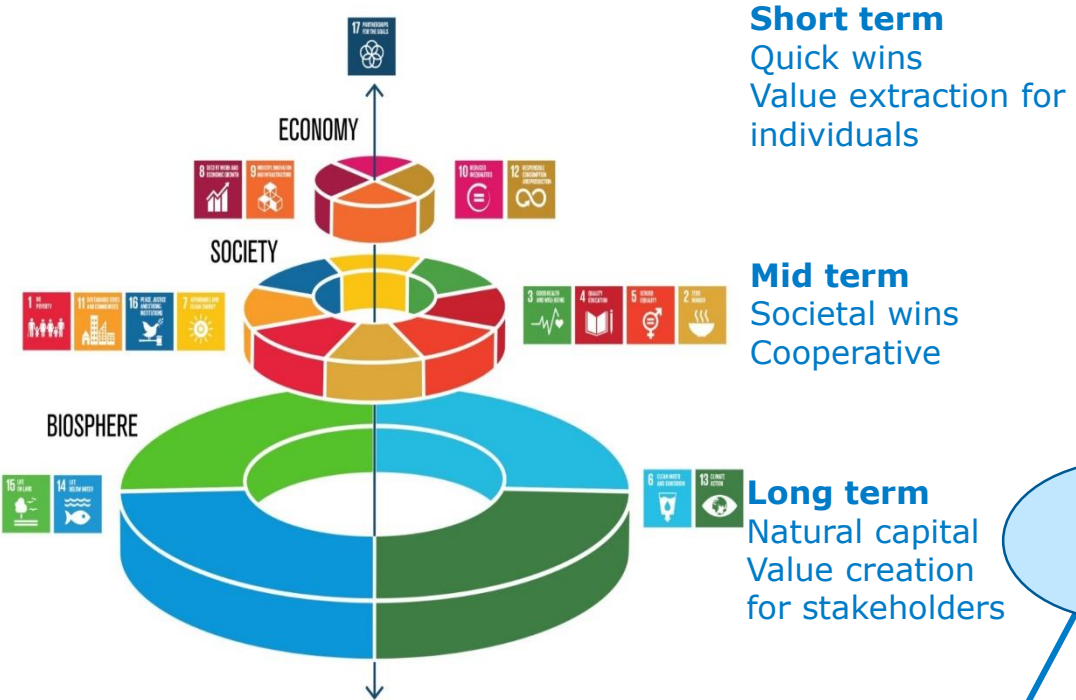 17 PARTNERSHIPS
FOR THE GOALS
ECONOMY
8 DECENT WORK AND
ECONOMIC GROWTH
9 INDUSTRY, INNOVATION
AND INFRASTRUCTURE
10 REDUCED
INEQUALITIES
12 RESPONSIBLE
CONSUMPTION
AND PRODUCTION
Short term
Quick wins
Value extraction for
individuals
SOCIETY
1 NO
POVERTY
11 SUSTAINABLE CITIES
AND COMMUNITIES
16 PEACE, JUSTICE
AND STRONG
INSTITUTIONS
7 AFFORDABLE AND
CLEAN ENERGY
3 GOOD HEALTH
AND WELL-BEING
4 QUALITY
EDUCATION
5 GENDER
EQUALITY
2 ZERO
HUNGER
Mid term
Societal wins
Cooperative
BIOSPHERE
15 LIFE
ON LAND
14 LIFE
BELOW WATER
6 CLEAN WATER
AND SANITATION
13 CLIMATE
ACTION
Long term
Natural capital
Value creation
for stakeholders